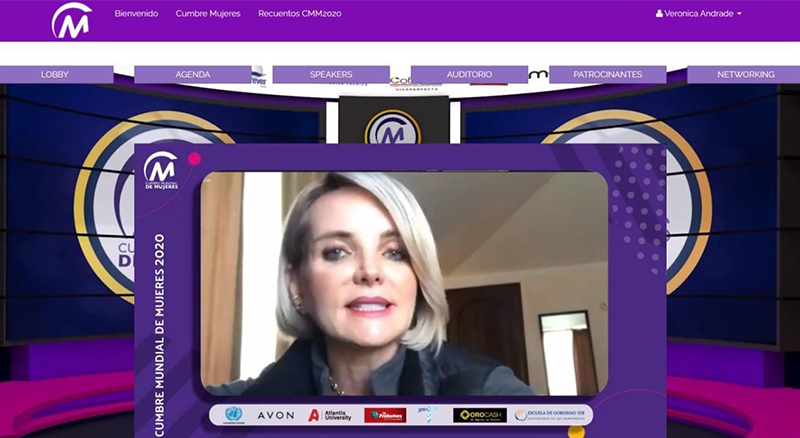 Bienvenido
Cumbre Mujeres
Recuentos CMM2020
Veronica Andrade
LOBBY
AGENDA
SPEAKERS
AUDITORIO
PATROCINANTES
NETWORKING
CUMBRE MUNDIAL
DE MUJERES
CUMBRE MUNDIAL DE MUJERES 2020
AVON
Atlantis
University
OROCASH
ESCUELA DE GOBIERNO IDE